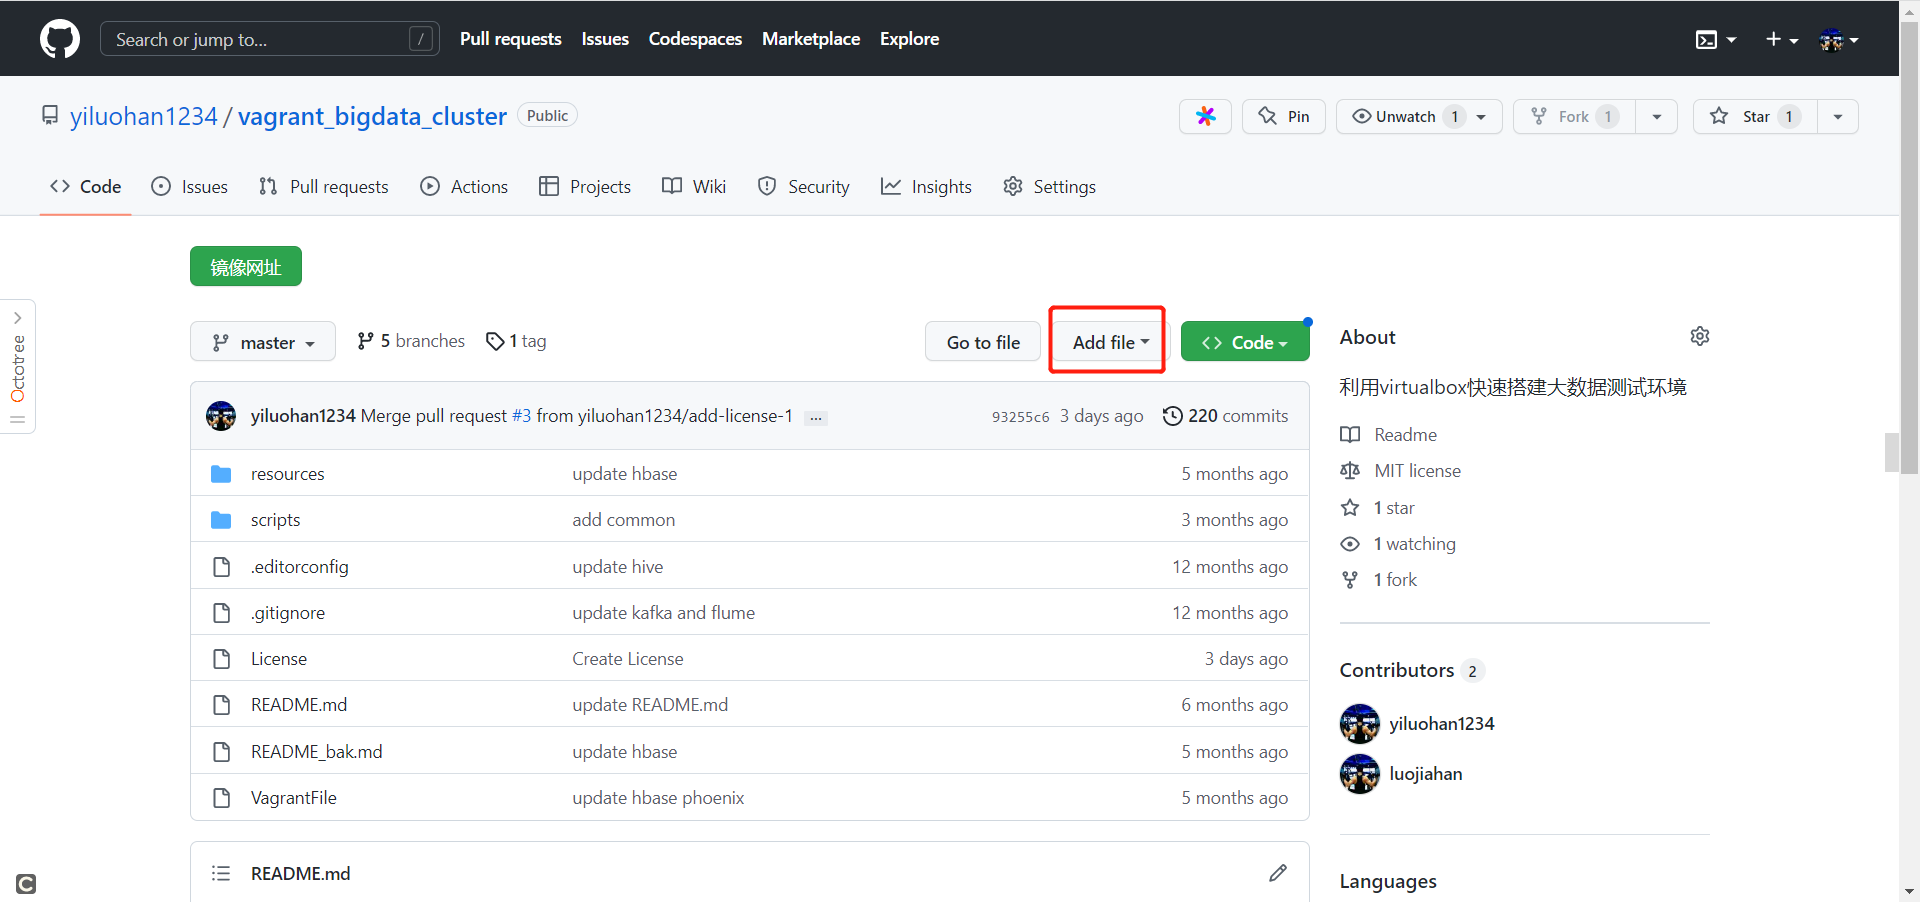 Search or jump to... / Pull requests Issues Codespaces Marketplace Explore
yiluohan1234 / vagrant_bigdata_cluster Public Pin Unwatch 1 Fork 1 Star 1
Code Issues Pull requests Actions Projects Wiki Security Insights Settings
镜像网址
Octotree
master 5 branches 1 tag Go to file Add file Code
yiluohan1234 Merge pull request #3 from yiluohan1234/add-license-1 ... 93255c6 3 days ago 220 commits
resources update hbase 5 months ago
scripts add common 3 months ago
.editorconfig update hive 12 months ago
.gitignore update kafka and flume 12 months ago
License Create License 3 days ago
README.md update README.md 6 months ago
README_bak.md update hbase 5 months ago
VagrantFile update hbase phoenix 5 months ago
README.md
About
利用virtualbox快速搭建大数据测试环境
Readme
MIT license
1 star
1 watching
1 fork
Contributors 2
yiluohan1234
luojiahan
Languages
C